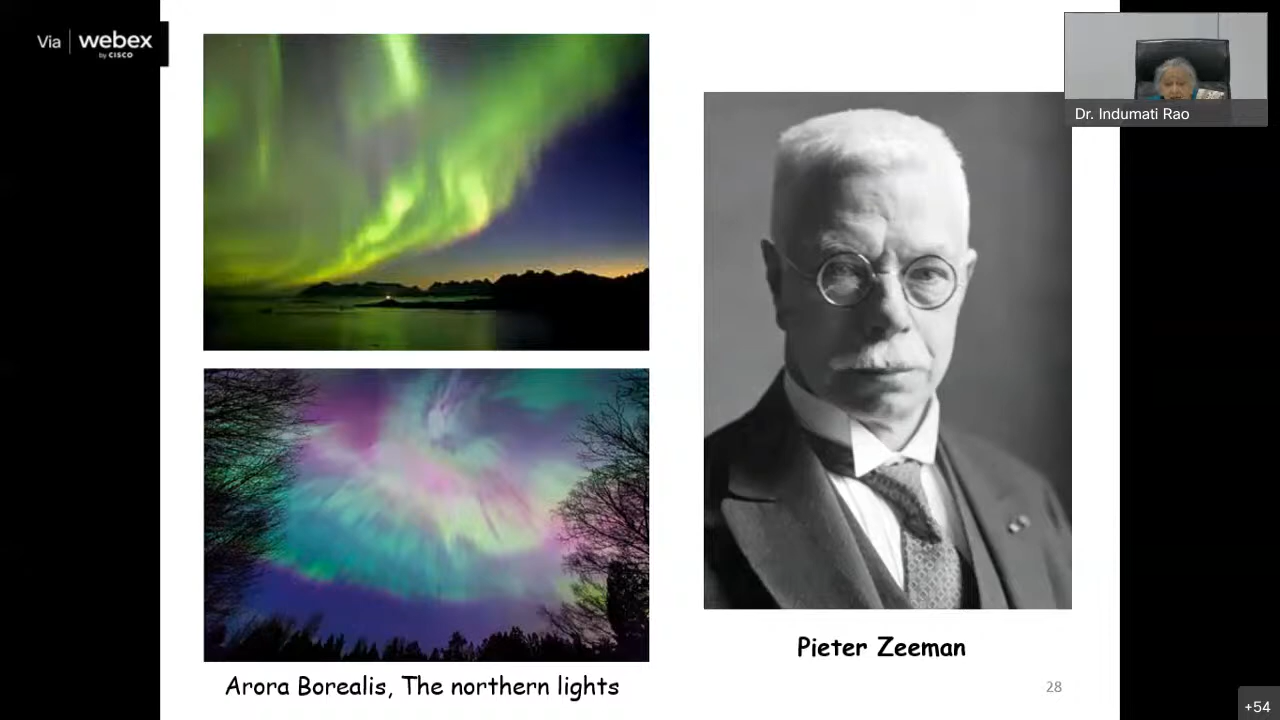 Via webex
by CISCO
Dr. Indumati Rao
Pieter Zeeman
Arora Borealis, The northern lights
28
+54